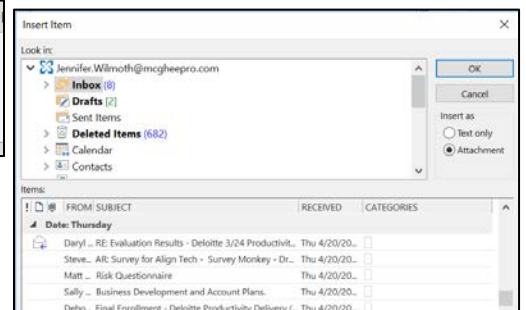 Insert Item
Look in:
Jennifer.Wilmoth@mcgheepro.com
Inbox (8)
Drafts [2]
Sent Items
Deleted Items (682)
Calendar
Contacts
OK
Cancel
Insert as
Text only
Attachment
Items:
! FROM SUBJECT RECEIVED CATEGORIES
Date: Thursday
Daryl ... RE: Evaluation Results - Deloitte 3/24 Productivit... Thu 4/20/20...
Steve... AR: Survey for Align Tech - Survey Monkey - Dr... Thu 4/20/20...
Matt ... Risk Questionnaire Thu 4/20/20...
Sally ... Business Development and Account Plans. Thu 4/20/20...
Debo... Final Enrollment - Deloitte Productivity Delivery (... Thu 4/20/20...